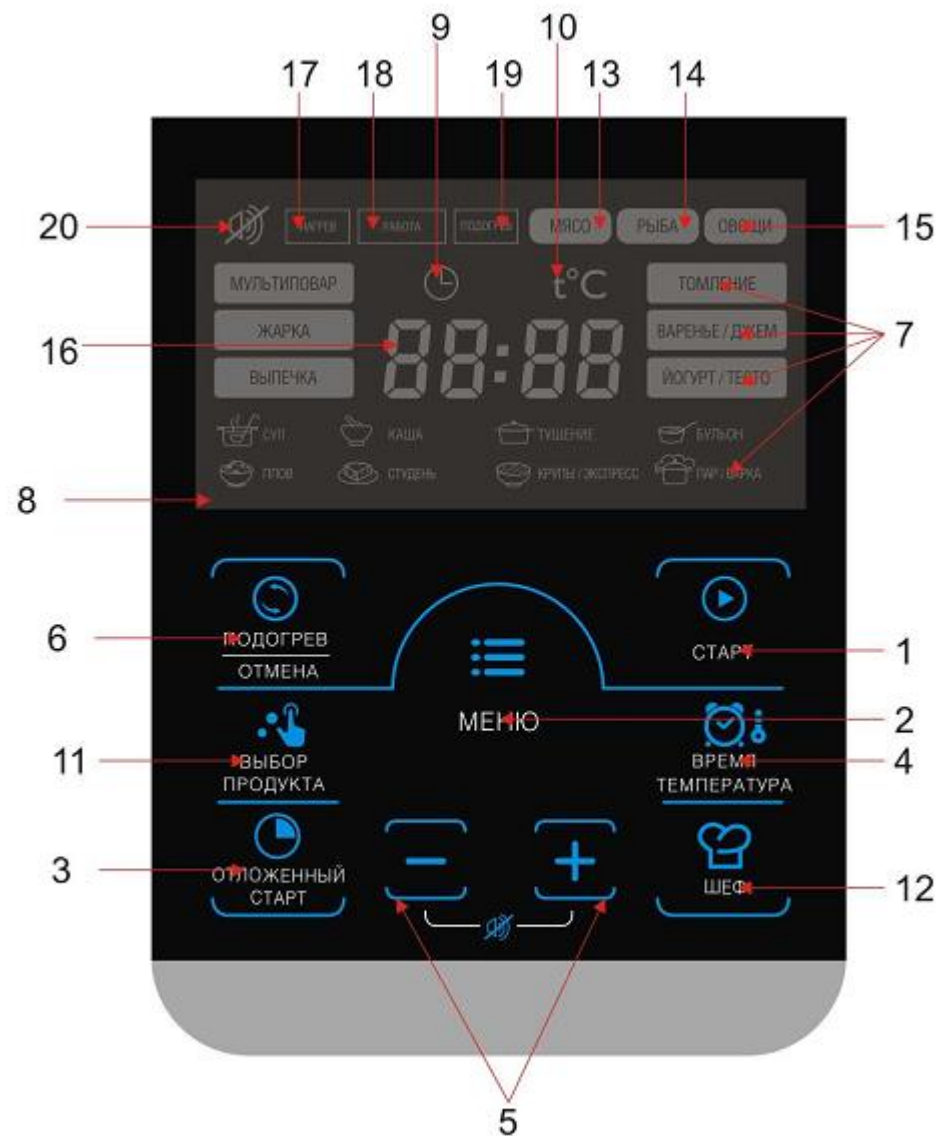 9 10
17 18 19 13 14
20 НАГРЕВ РАБОТА ПОДОГРЕВ МЯСО РЫБА ОВОЩИ 15
МУЛЬТИПОВАР t°C ТОМЛЕНИЕ
16 ЖАРКА 88:88 ВАРЕНЬЕ / ДЖЕМ 7
ВЫПЕЧКА ЙОГУРТ / ТЕСТО
СУП КАША ТУШЕНИЕ БУЛЬОН
ПЛОВ СТУДЕНЬ КРУПЫ / ЭКСПРЕСС ПАР / ВАРКА
8
6 ПОДОГРЕВ СТАРТ 1
ОТМЕНА
МЕНЮ 2
11 ВЫБОР ВРЕМЯ 4
ПРОДУКТА ТЕМПЕРАТУРА
3 ОТЛОЖЕННЫЙ − + ШЕФ 12
СТАРТ
5